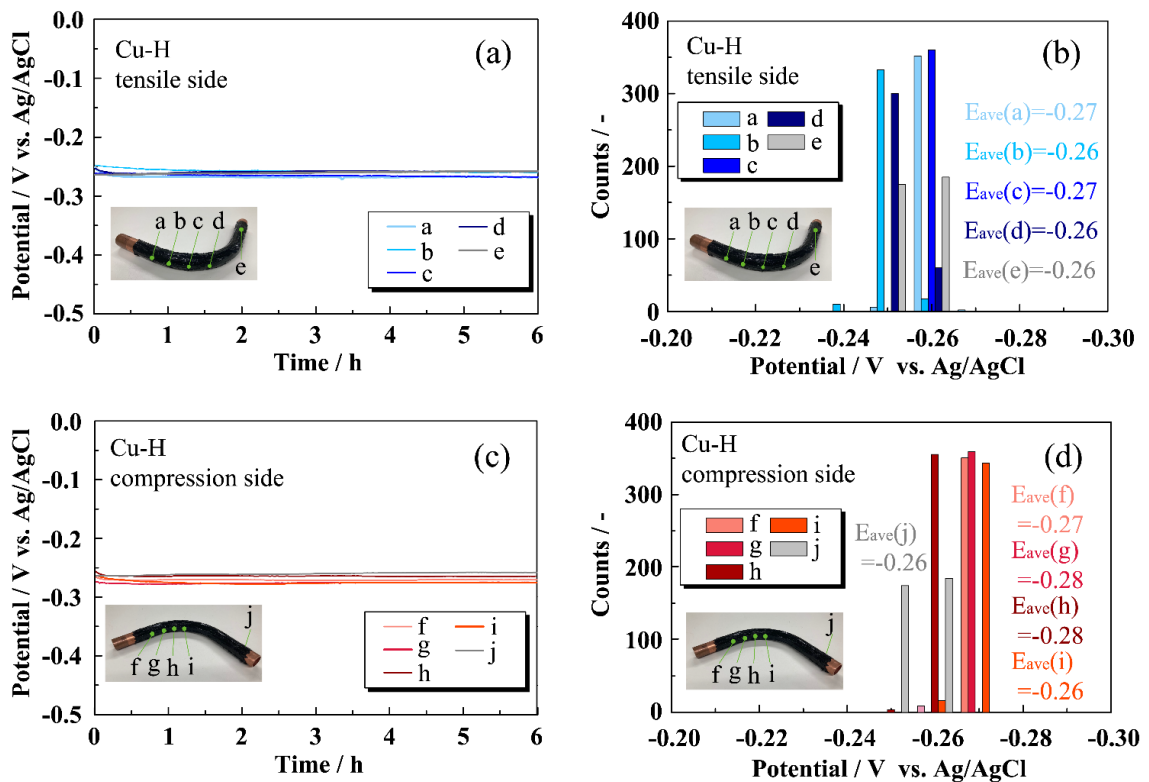 0.0
-0.1
-0.2
-0.3
-0.4
-0.5
Potential / V vs. Ag/AgCl
Cu-H
tensile side
(a)
a b c d
e
a d
b e
c
0 1 2 3 4 5 6
Time / h
400
300
200
100
0
Counts / -
Cu-H
tensile side
(b)
a d
b e
c
Eave(a)=-0.27
Eave(b)=-0.26
Eave(c)=-0.27
Eave(d)=-0.26
Eave(e)=-0.26
a b c d
e
-0.20 -0.22 -0.24 -0.26 -0.28 -0.30
Potential / V vs. Ag/AgCl
0.0
-0.1
-0.2
-0.3
-0.4
-0.5
Potential / V vs. Ag/AgCl
Cu-H
compression side
(c)
j
f g h i
f i
g j
h
0 1 2 3 4 5 6
Time / h
400
300
200
100
0
Counts / -
Cu-H
compression side
(d)
f i
g j
h
Eave(j)
=-0.26
Eave(f)
=-0.27
Eave(g)
=-0.28
Eave(h)
=-0.28
Eave(i)
=-0.26
j
f g h i
-0.20 -0.22 -0.24 -0.26 -0.28 -0.30
Potential / V vs. Ag/AgCl